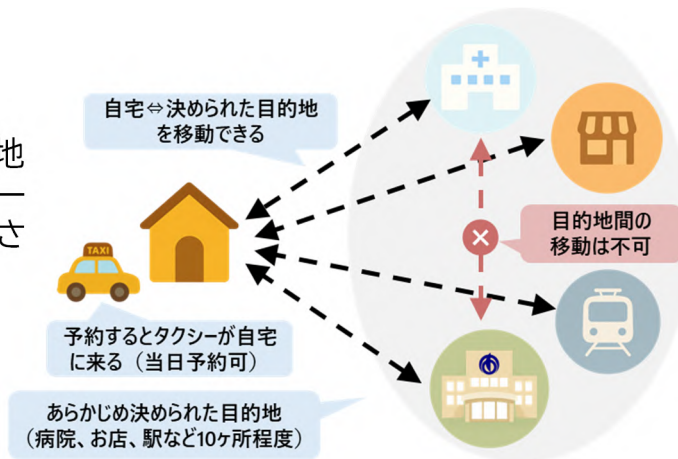 自宅⇔決められた目的地
を移動できる
地
ー
さ
目的地間の
移動は不可
TAXI
予約するとタクシーが自宅
に来る（当日予約可）
あらかじめ決められた目的地
（病院、お店、駅など10ヶ所程度）